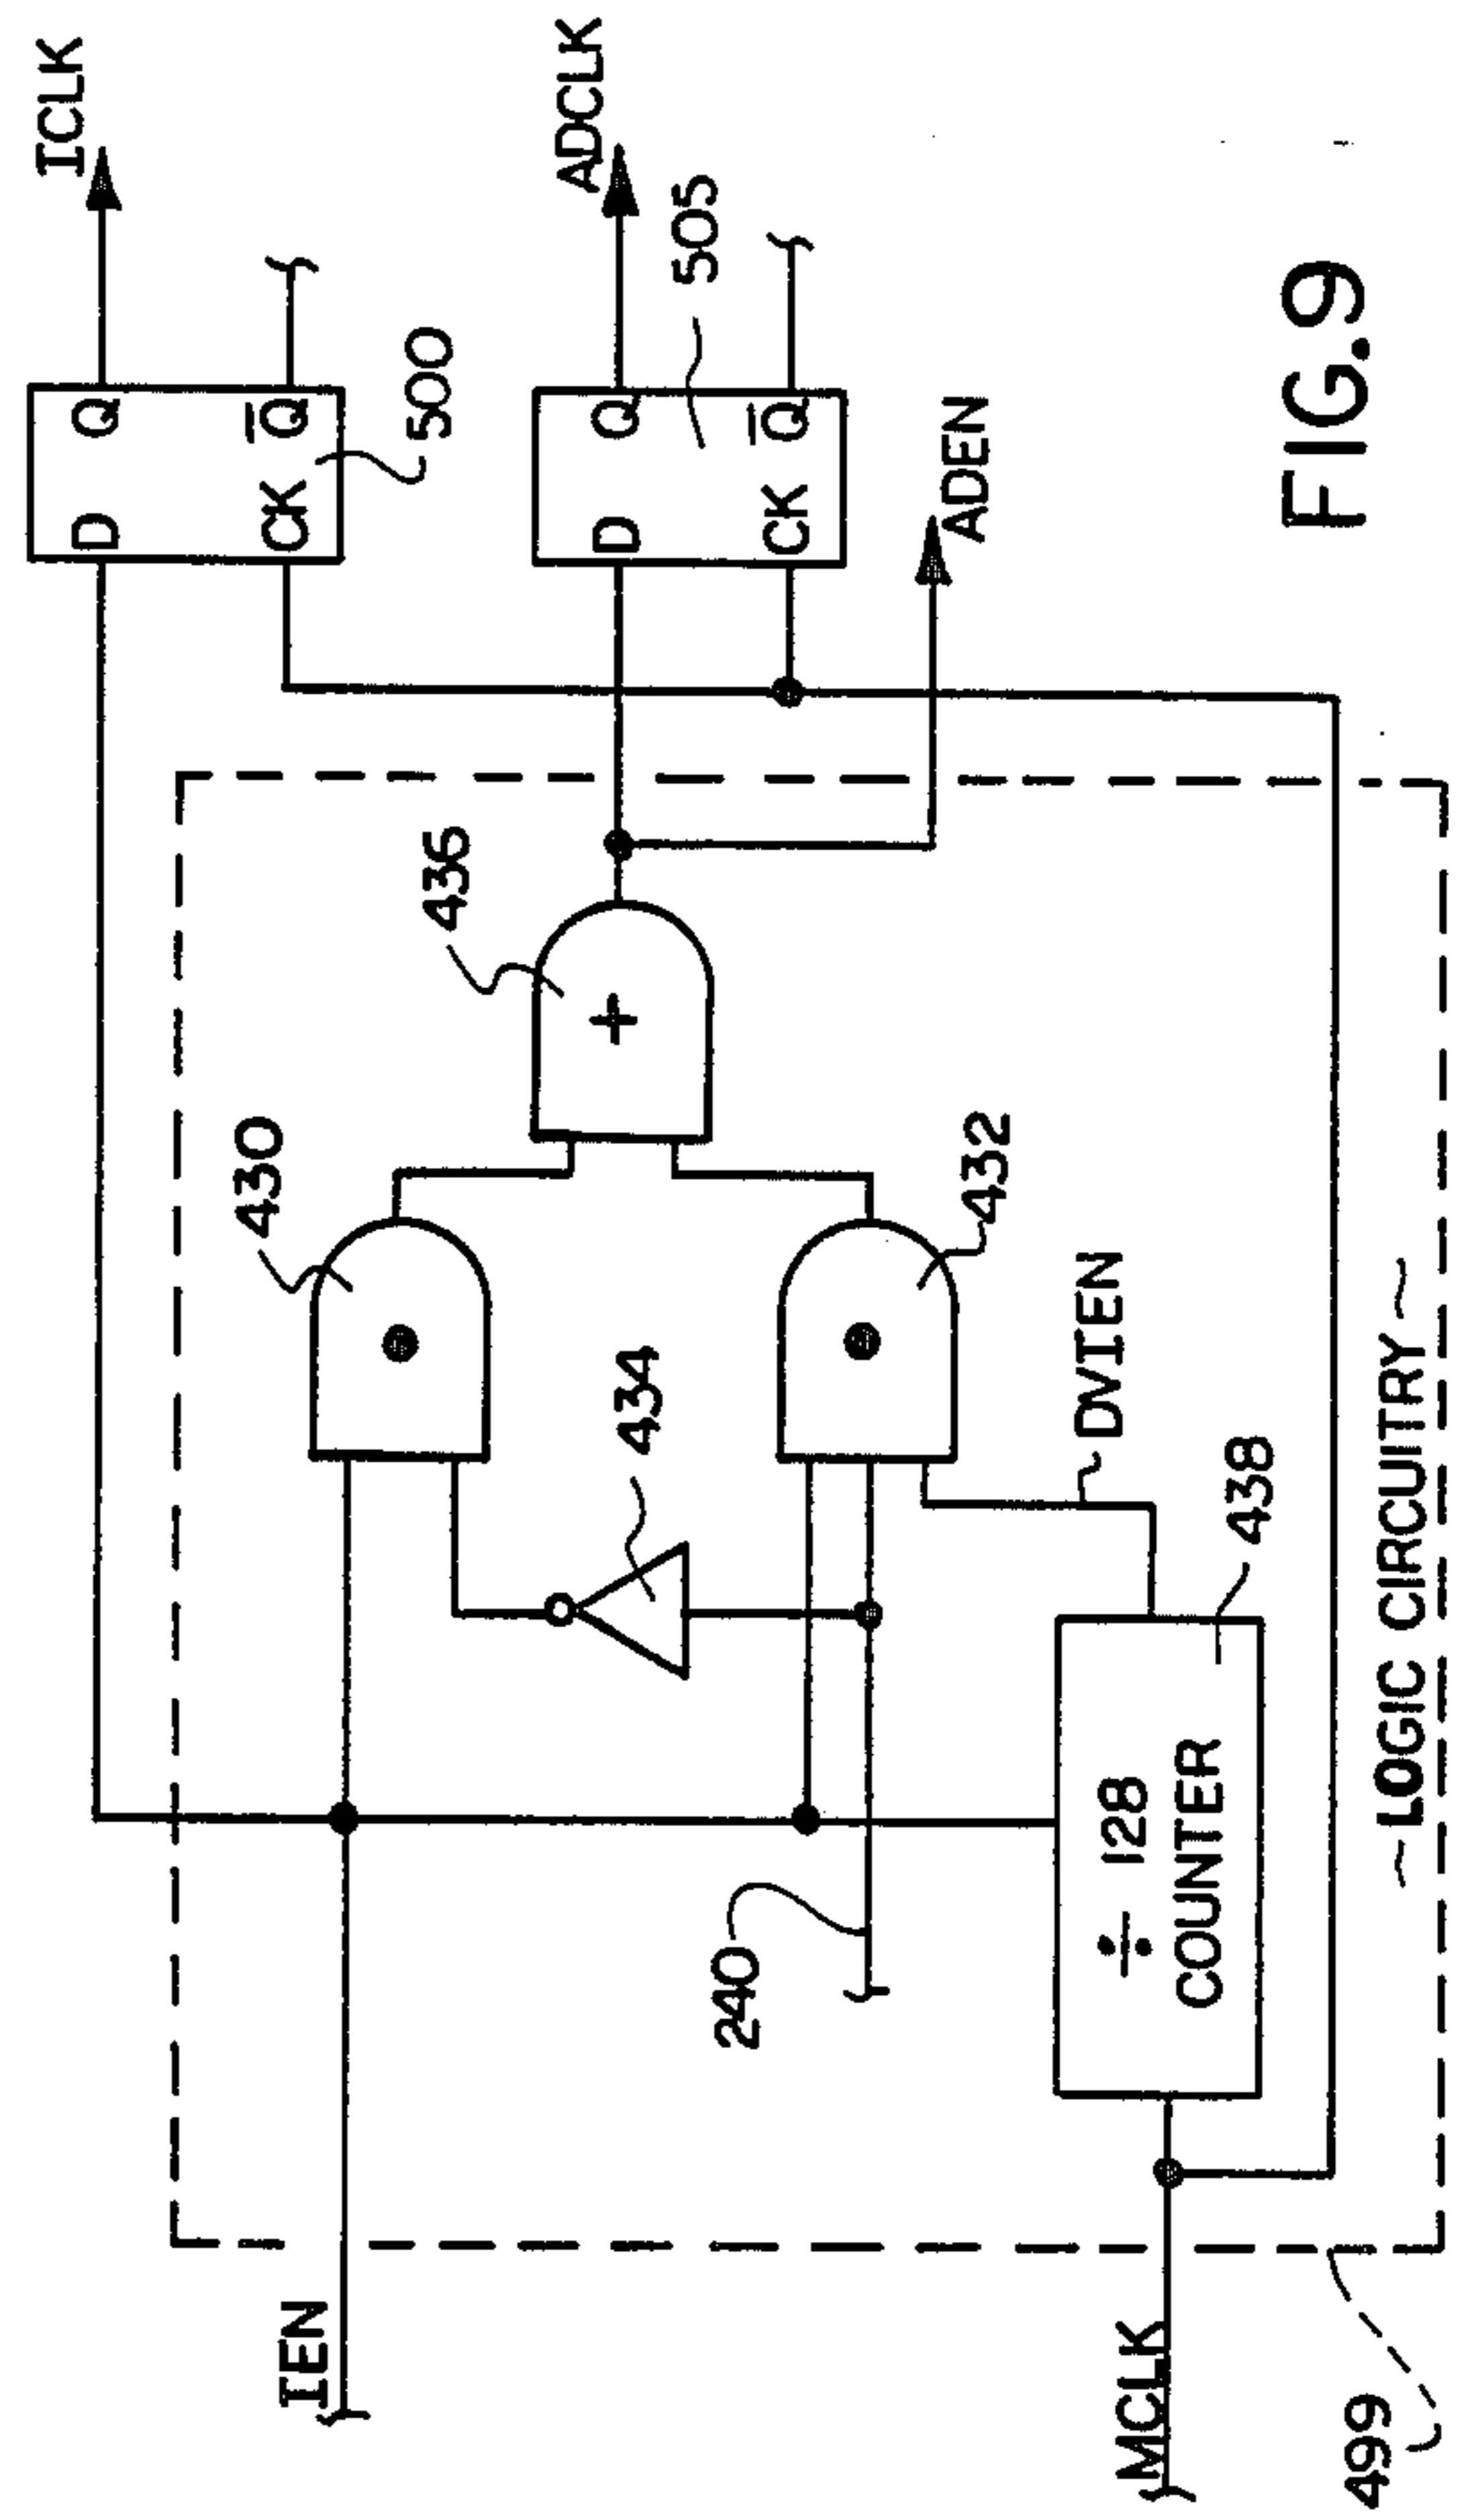 ICLK
D Q
CK Q̅
500
ADCLK
505
D Q
CK Q̅
ADEN
436
+
430
432
434
DVIEN
438
÷ 128
COUNTER
240
IEN
MCLK
499
LOGIC CIRCUITRY
FIG.9